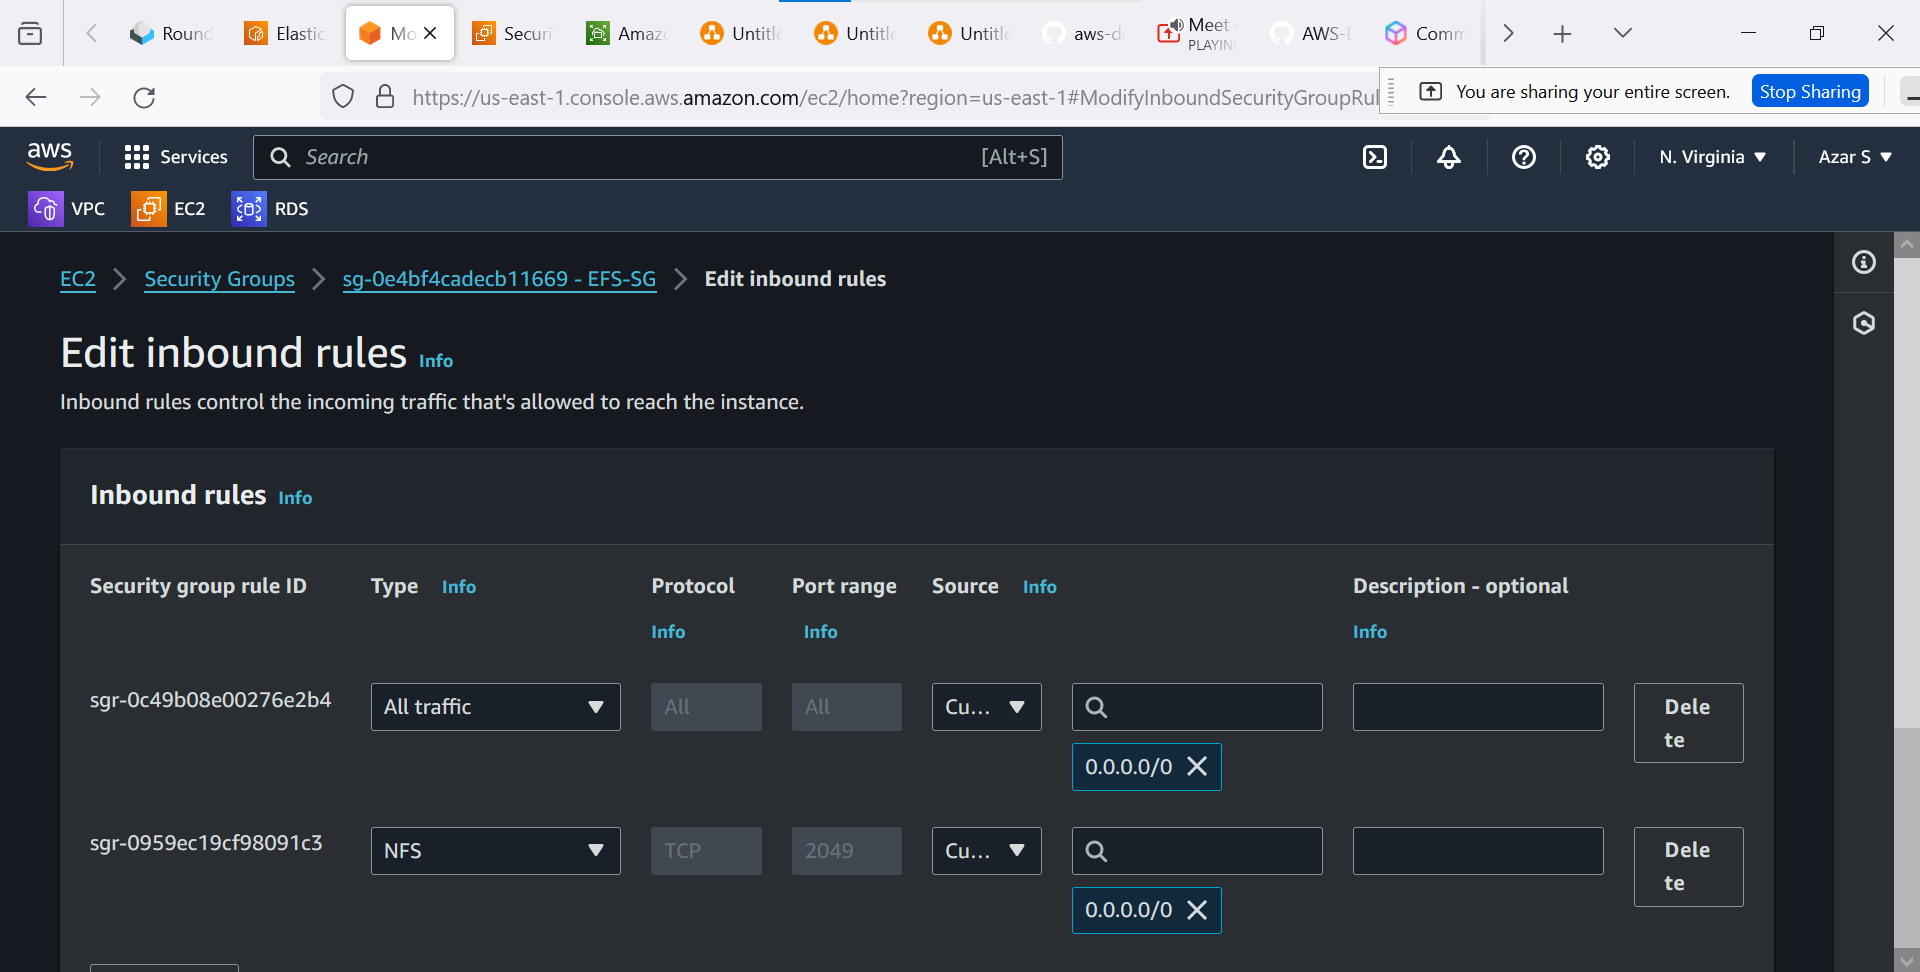 Round
Elastic
Mo
Securi
Amaz
Untitle
Untitle
Untitle
aws-d
Meet
PLAYING
AWS-
Comm
https://us-east-1.console.aws.amazon.com/ec2/home?region=us-east-1#ModifyInboundSecurityGroupRul
You are sharing your entire screen.
Stop Sharing
aws
Services
Search
[Alt+S]
N. Virginia
Azar S
VPC
EC2
RDS
EC2
Security Groups
sg-0e4bf4cadecb11669 - EFS-SG
Edit inbound rules
Edit inbound rules Info
Inbound rules control the incoming traffic that's allowed to reach the instance.
Inbound rules Info
Security group rule ID
Type Info
Protocol
Info
Port range
Info
Source Info
Description - optional
Info
sgr-0c49b08e00276e2b4
All traffic
All
All
Cu...
0.0.0.0/0
Dele
te
sgr-0959ec19cf98091c3
NFS
TCP
2049
Cu...
0.0.0.0/0
Dele
te